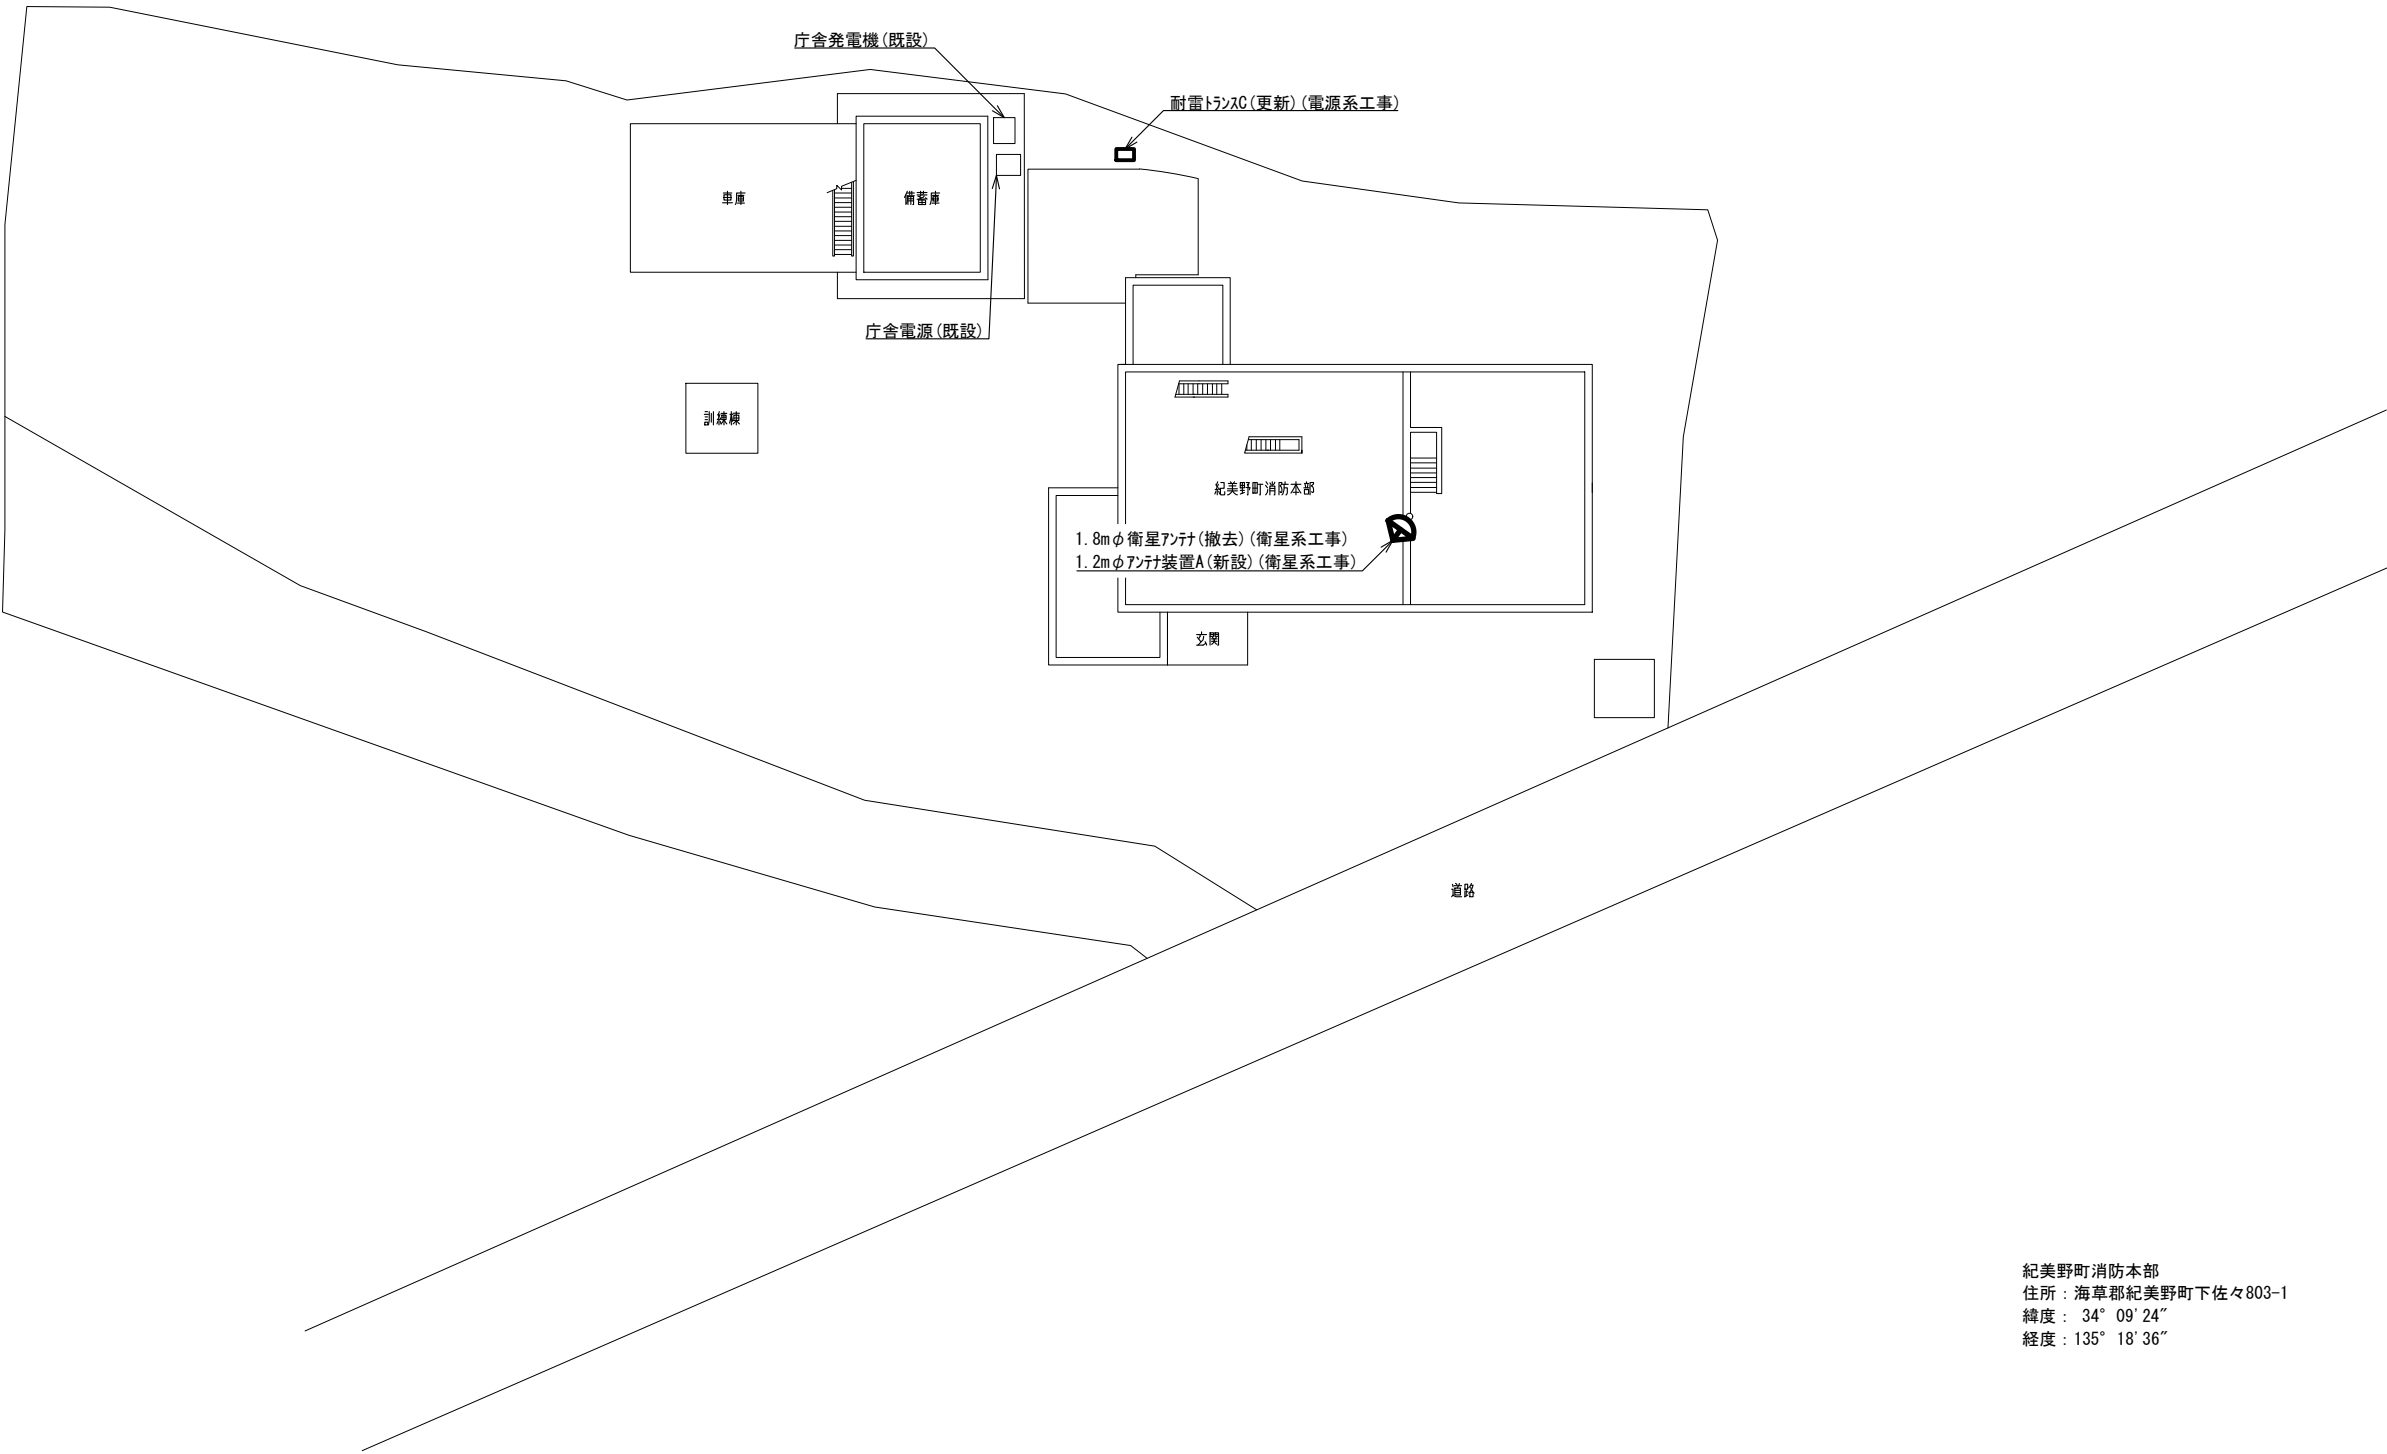 庁舎発電機(既設)
耐雷ﾄﾗﾝｽC(更新)(電源系工事)
車庫
備蓄庫
庁舎電源(既設)
訓練棟
紀美野町消防本部
1.8mφ衛星ｱﾝﾃﾅ(撤去)(衛星系工事)
1.2mφｱﾝﾃﾅ装置A(新設)(衛星系工事)
玄関
道路
紀美野町消防本部
住所：海草郡紀美野町下佐々803-1
緯度： 34°09′24″
経度：135°18′36″